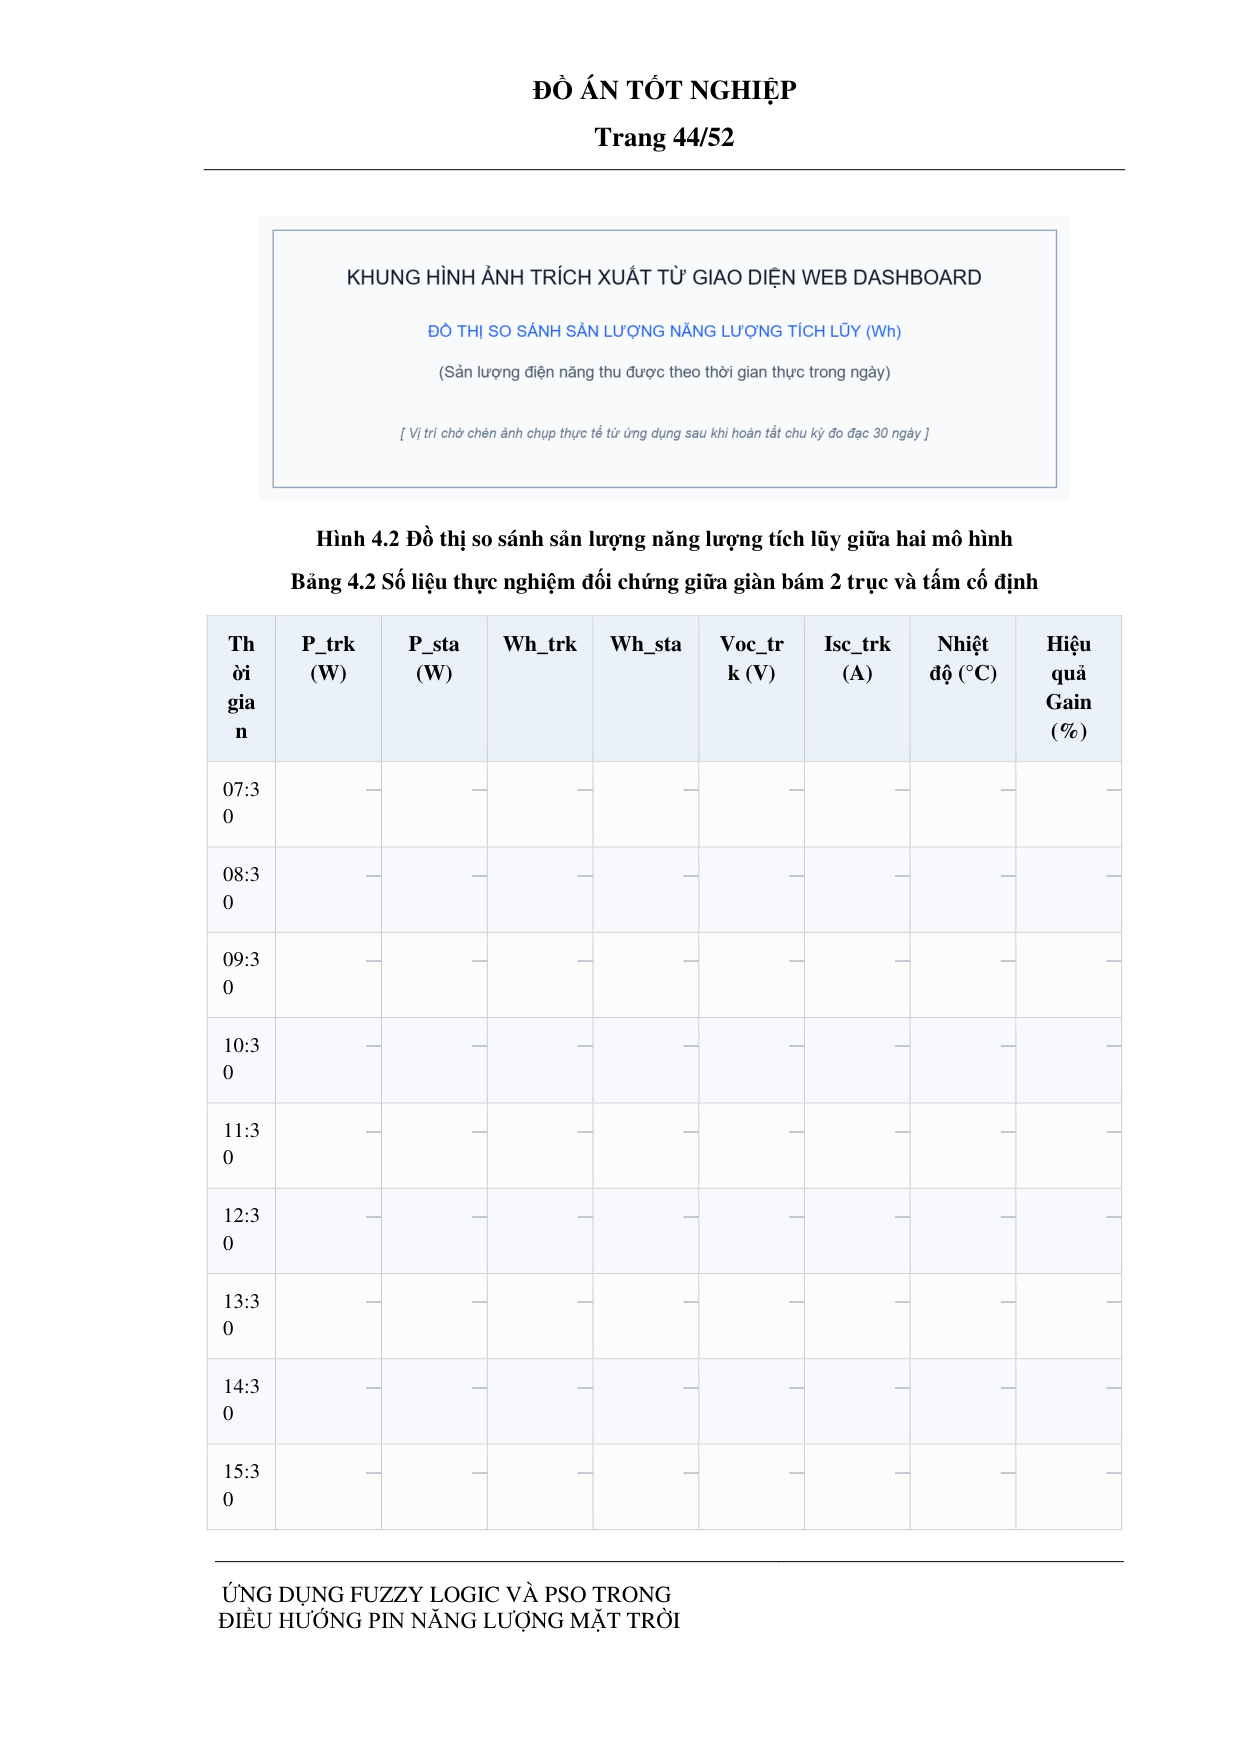 ĐỒ ÁN TỐT NGHIỆP
Trang 44/52
KHUNG HÌNH ẢNH TRÍCH XUẤT TỪ GIAO DIỆN WEB DASHBOARD
ĐỒ THỊ SO SÁNH SẢN LƯỢNG NĂNG LƯỢNG TÍCH LŨY (Wh)
(Sản lượng điện năng thu được theo thời gian thực trong ngày)
[ Vị trí chờ chèn ảnh chụp thực tế từ ứng dụng sau khi hoàn tất chu kỳ đo đạc 30 ngày ]
Hình 4.2 Đồ thị so sánh sản lượng năng lượng tích lũy giữa hai mô hình
Bảng 4.2 Số liệu thực nghiệm đối chứng giữa giàn bám 2 trục và tấm cố định
Th P_trk P_sta Wh_trk Wh_sta Voc_tr Isc_trk Nhiệt Hiệu
ời (W) (W) k (V) (A) độ (°C) quả
gia Gain
n (%)
07:3 — — — — — — — —
0
08:3 — — — — — — — —
0
09:3 — — — — — — — —
0
10:3 — — — — — — — —
0
11:3 — — — — — — — —
0
12:3 — — — — — — — —
0
13:3 — — — — — — — —
0
14:3 — — — — — — — —
0
15:3 — — — — — — — —
0
ỨNG DỤNG FUZZY LOGIC VÀ PSO TRONG
ĐIỀU HƯỚNG PIN NĂNG LƯỢNG MẶT TRỜI